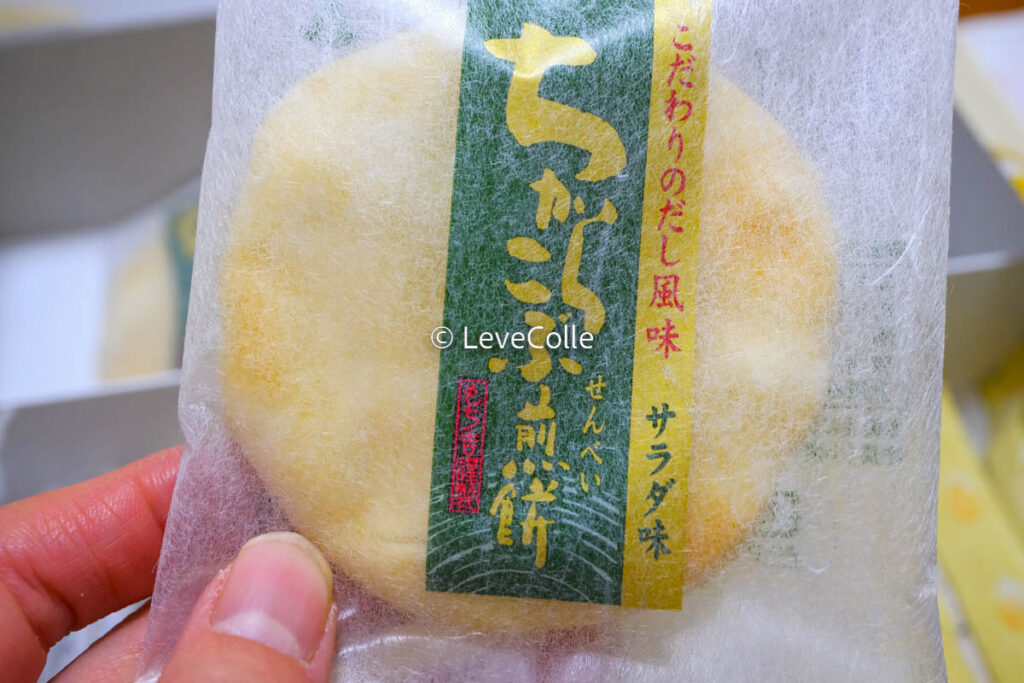 こだわりのだし風味 サラダ味
ちからこぶ煎餅
せんべい
© LeveColle